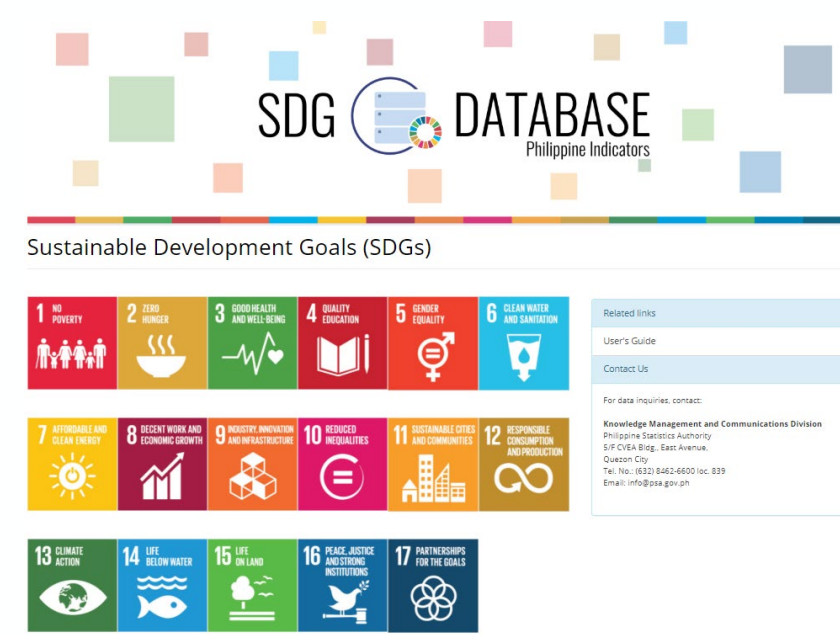 SDG DATABASE
Philippine Indicators
Sustainable Development Goals (SDGs)
1 NO
POVERTY
2 ZERO
HUNGER
3 GOOD HEALTH
AND WELL-BEING
4 QUALITY
EDUCATION
5 GENDER
EQUALITY
6 CLEAN WATER
AND SANITATION
7 AFFORDABLE AND
CLEAN ENERGY
8 DECENT WORK AND
ECONOMIC GROWTH
9 INDUSTRY, INNOVATION
AND INFRASTRUCTURE
10 REDUCED
INEQUALITIES
11 SUSTAINABLE CITIES
AND COMMUNITIES
12 RESPONSIBLE
CONSUMPTION
AND PRODUCTION
13 CLIMATE
ACTION
14 LIFE
BELOW WATER
15 LIFE
ON LAND
16 PEACE, JUSTICE
AND STRONG
INSTITUTIONS
17 PARTNERSHIPS
FOR THE GOALS
Related links
User's Guide
Contact Us
For data inquiries, contact:
Knowledge Management and Communications Division
Philippine Statistics Authority
5/F CVEA Bldg., East Avenue,
Quezon City
Tel. No.: (632) 8462-6600 loc. 839
Email: info@psa.gov.ph